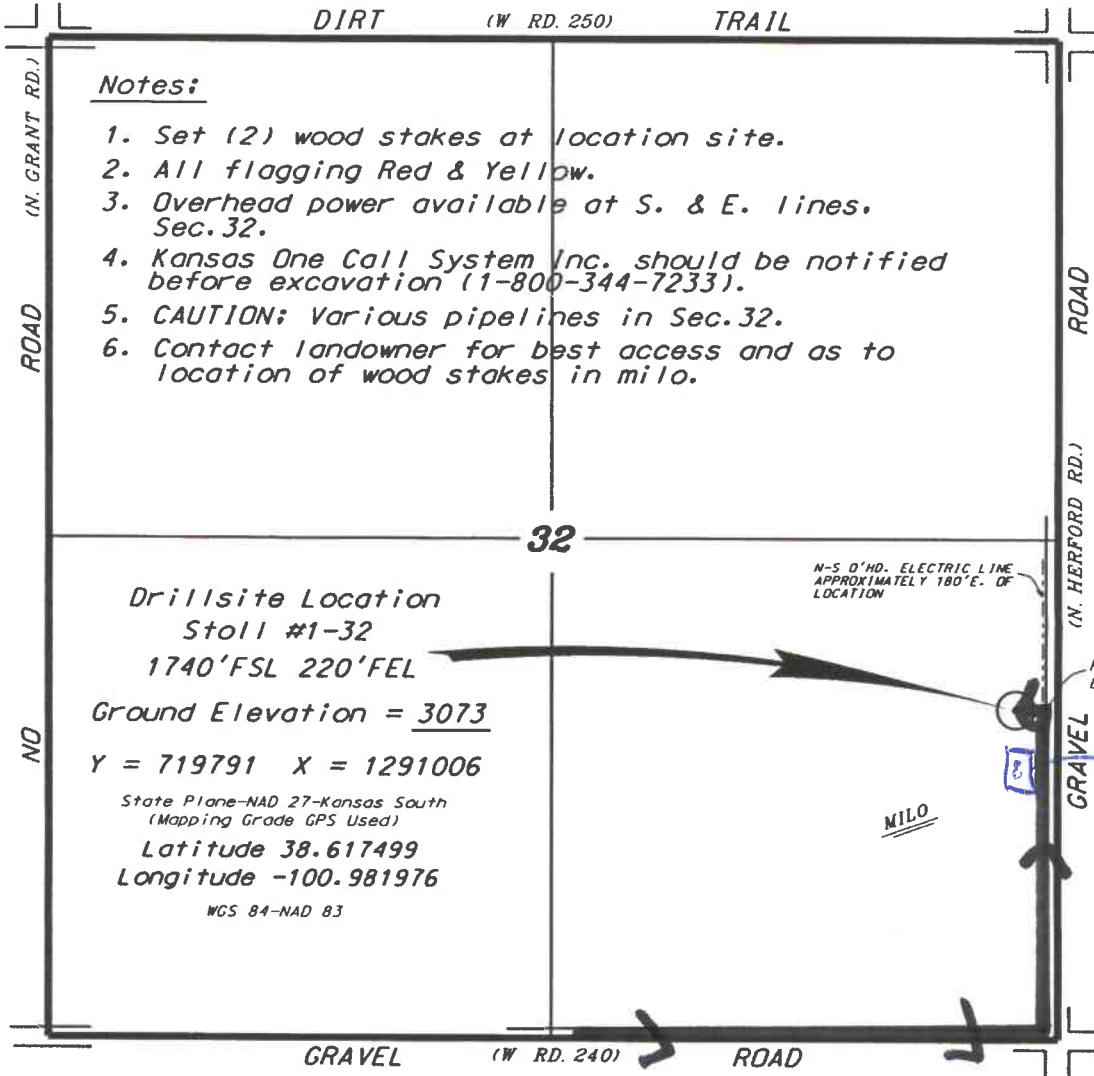 DIRT (W RD. 250) TRAIL
(N. GRANT RD.)
ROAD
NO
Notes:
1. Set (2) wood stakes at location site.
2. All flagging Red & Yellow.
3. Overhead power available at S. & E. lines.
Sec. 32.
4. Kansas One Call System Inc. should be notified
before excavation (1-800-344-7233).
5. CAUTION: Various pipelines in Sec. 32.
6. Contact landowner for best access and as to
location of wood stakes in milo.
ROAD
(N. HERFORD RD.)
GRAVEL
32
N-S O'HD. ELECTRIC LINE
APPROXIMATELY 180'E. OF
LOCATION
Drillsite Location
Stoll #1-32
1740'FSL 220'FEL
Ground Elevation = 3073
Y = 719791 X = 1291006
State Plane-NAD 27-Kansas South
(Mapping Grade GPS Used)
Latitude 38.617499
Longitude -100.981976
WGS 84-NAD 83
MILO
GRAVEL (W RD. 240) ROAD